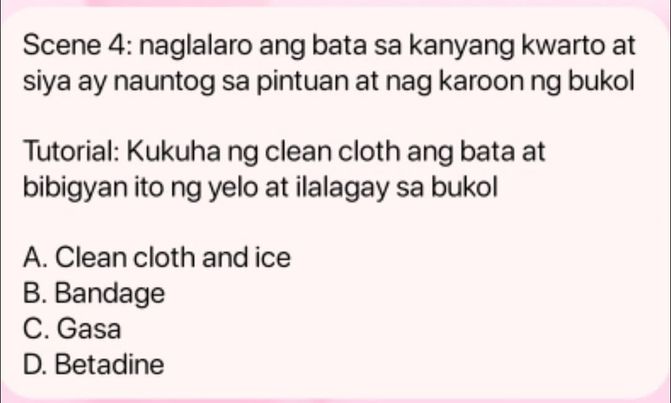 Scene 4: naglalaro ang bata sa kanyang kwarto at
siya ay nauntog sa pintuan at nag karoon ng bukol
Tutorial: Kukuha ng clean cloth ang bata at
bibigyan ito ng yelo at ilalagay sa bukol
A. Clean cloth and ice
B. Bandage
C. Gasa
D. Betadine